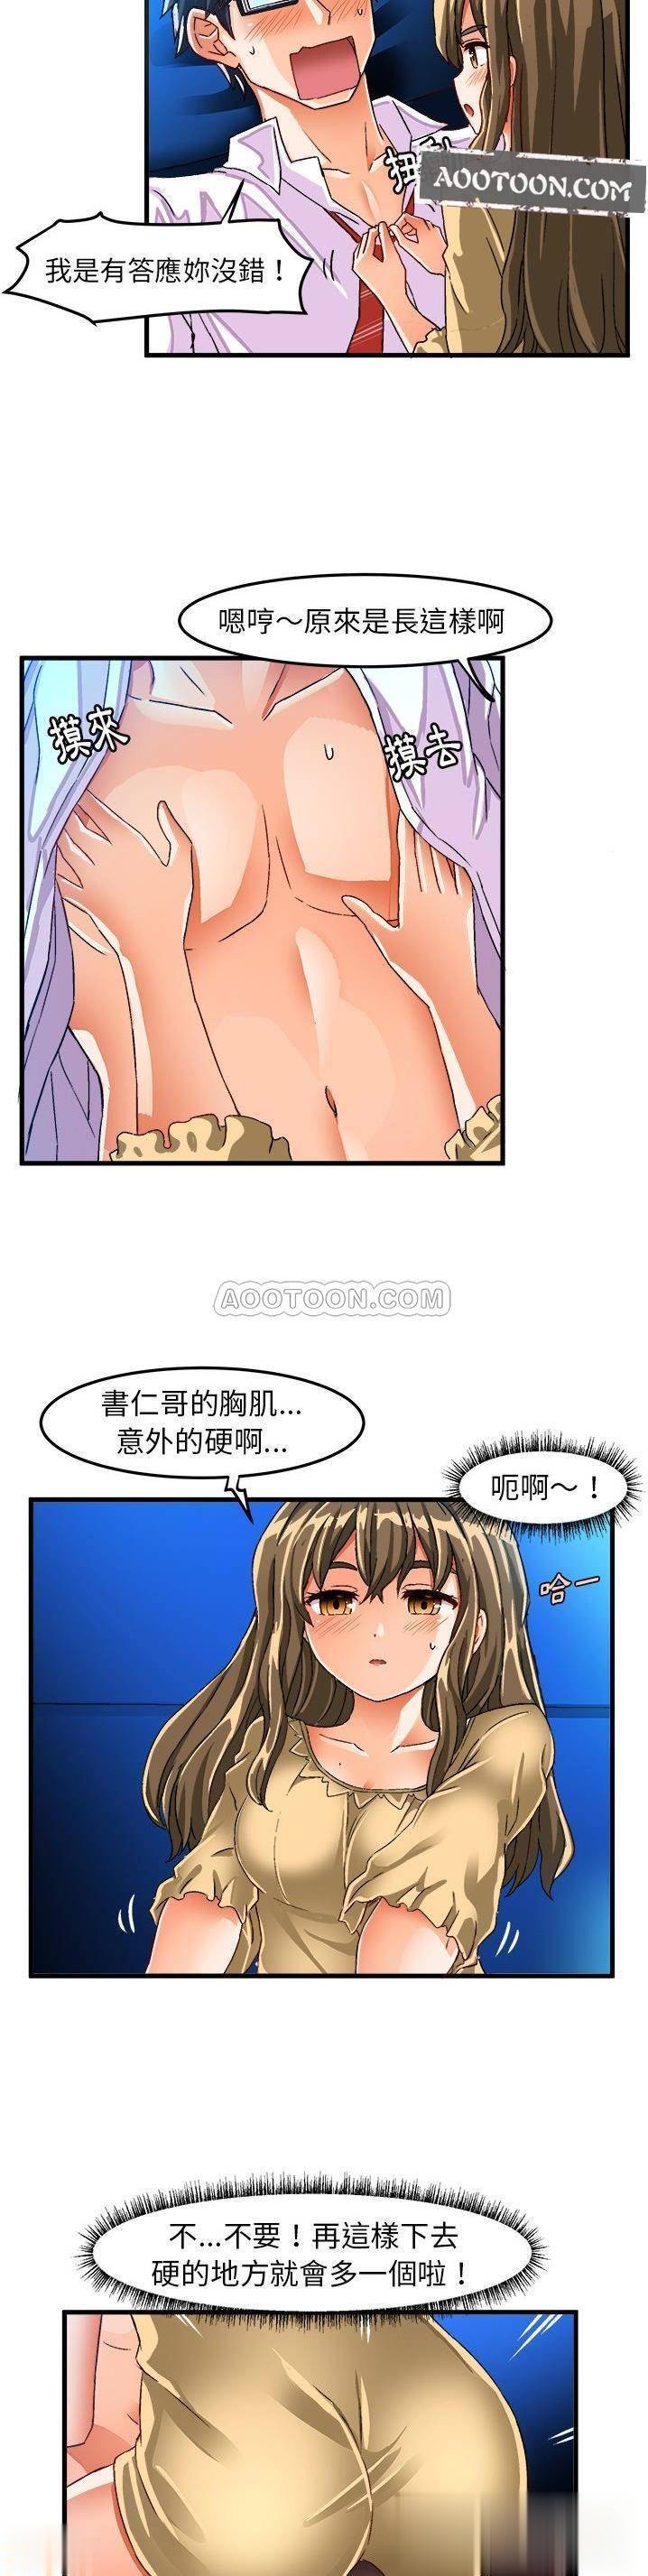 AOOTOON.COM
我是有答應妳沒錯！
嗯哼～原來是長這樣啊
摸來
摸去
AOOTOON.COM
書仁哥的胸肌...
意外的硬啊...
呃啊～！
哈一
不...不要！再這樣下去
硬的地方就會多一個啦！